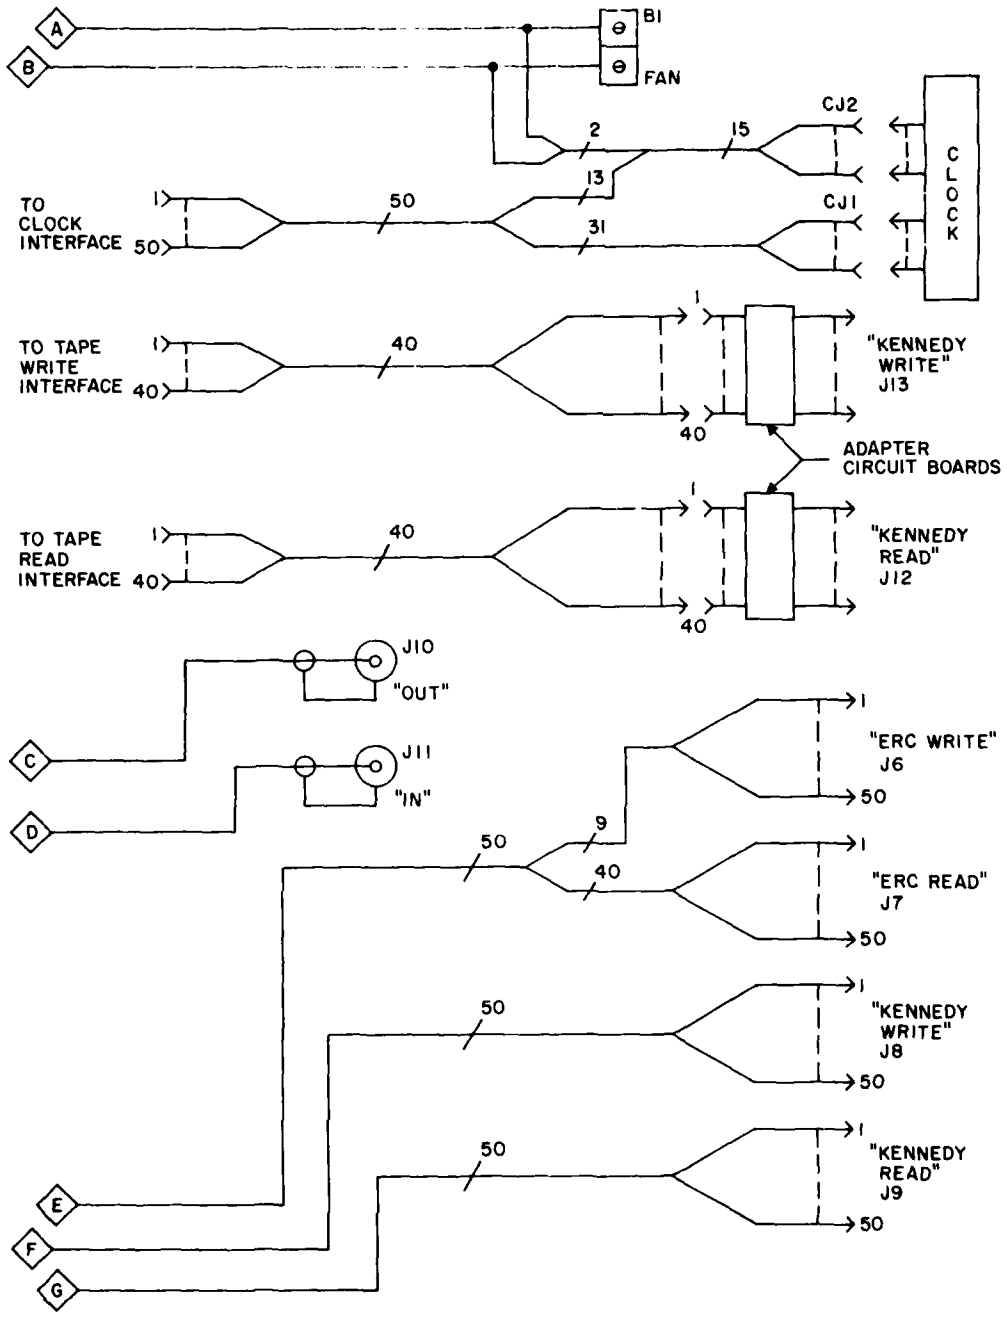 A
B1
B
FAN
2
15
CJ2
CLOCK
13
TO
CLOCK
INTERFACE
1
50
50
31
CJ1
TO TAPE
WRITE
INTERFACE
1
40
40
1
40
"KENNEDY
WRITE"
J13
ADAPTER
CIRCUIT BOARDS
TO TAPE
READ
INTERFACE
1
40
40
1
40
"KENNEDY
READ"
J12
J10
"OUT"
C
J11
"IN"
D
1
"ERC WRITE"
J6
50
50
9
40
1
"ERC READ"
J7
50
50
1
"KENNEDY
WRITE"
J8
50
50
1
"KENNEDY
READ"
J9
50
E
F
G